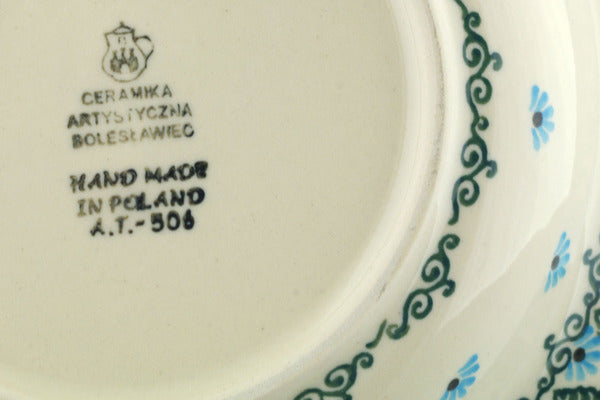 CERAMIKA
ARTYSTYCZNA
BOLESŁAWIEC
HAND MADE
IN POLAND
A.T.-506